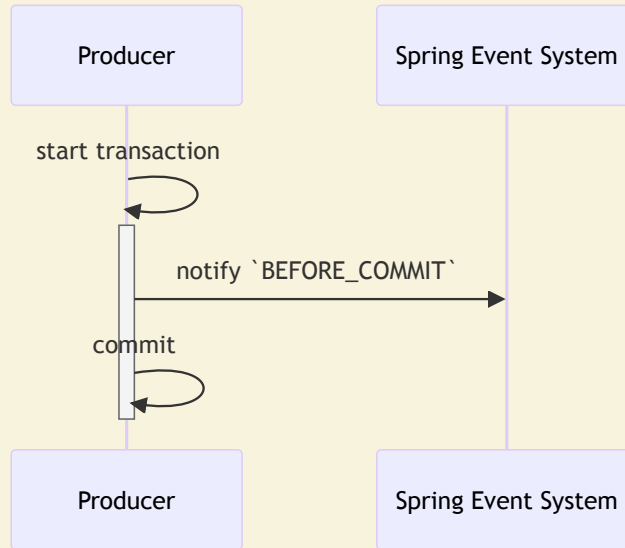 Producer
Spring Event System
start transaction
notify `BEFORE_COMMIT`
commit
Producer
Spring Event System